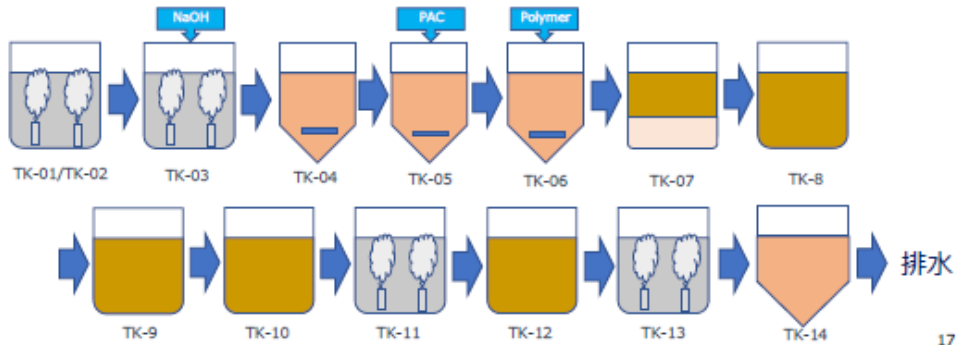 NaOH
PAC
Polymer
TK-01/TK-02
TK-03
TK-04
TK-05
TK-06
TK-07
TK-8
TK-9
TK-10
TK-11
TK-12
TK-13
TK-14
排水
17